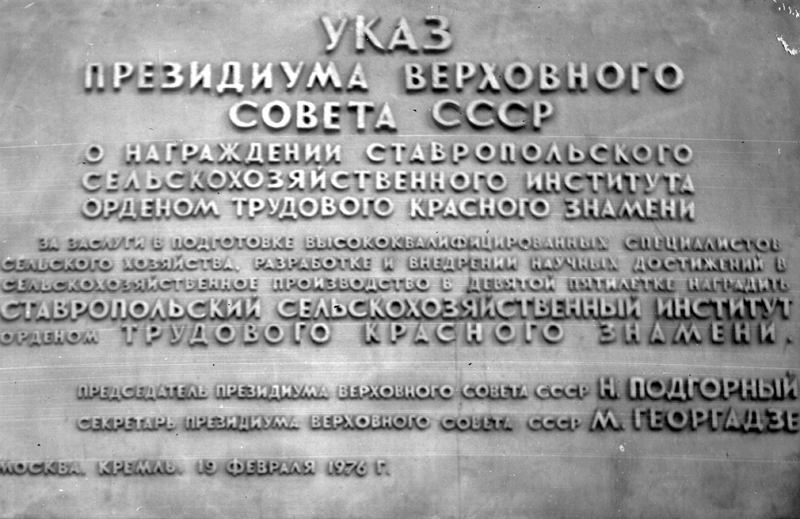 УКАЗ
ПРЕЗИДИУМА ВЕРХОВНОГО
СОВЕТА СССР
О НАГРАЖДЕНИИ СТАВРОПОЛЬСКОГО
СЕЛЬСКОХОЗЯЙСТВЕННОГО ИНСТИТУТА
ОРДЕНОМ ТРУДОВОГО КРАСНОГО ЗНАМЕНИ
ЗА ЗАСЛУГИ В ПОДГОТОВКЕ ВЫСОКОКВАЛИФИЦИРОВАННЫХ СПЕЦИАЛИСТОВ
СЕЛЬСКОГО ХОЗЯЙСТВА, РАЗРАБОТКЕ И ВНЕДРЕНИИ НАУЧНЫХ ДОСТИЖЕНИЙ В
СЕЛЬСКОХОЗЯЙСТВЕННОЕ ПРОИЗВОДСТВО В ДЕВЯТОЙ ПЯТИЛЕТКЕ НАГРАДИТЬ
СТАВРОПОЛЬСКИЙ СЕЛЬСКОХОЗЯЙСТВЕННЫЙ ИНСТИТУТ
ОРДЕНОМ ТРУДОВОГО КРАСНОГО ЗНАМЕНИ.
ПРЕДСЕДАТЕЛЬ ПРЕЗИДИУМА ВЕРХОВНОГО СОВЕТА СССР Н. ПОДГОРНЫЙ
СЕКРЕТАРЬ ПРЕЗИДИУМА ВЕРХОВНОГО СОВЕТА СССР М. ГЕОРГАДЗЕ
МОСКВА. КРЕМЛЬ. 19 ФЕВРАЛЯ 1976 Г.